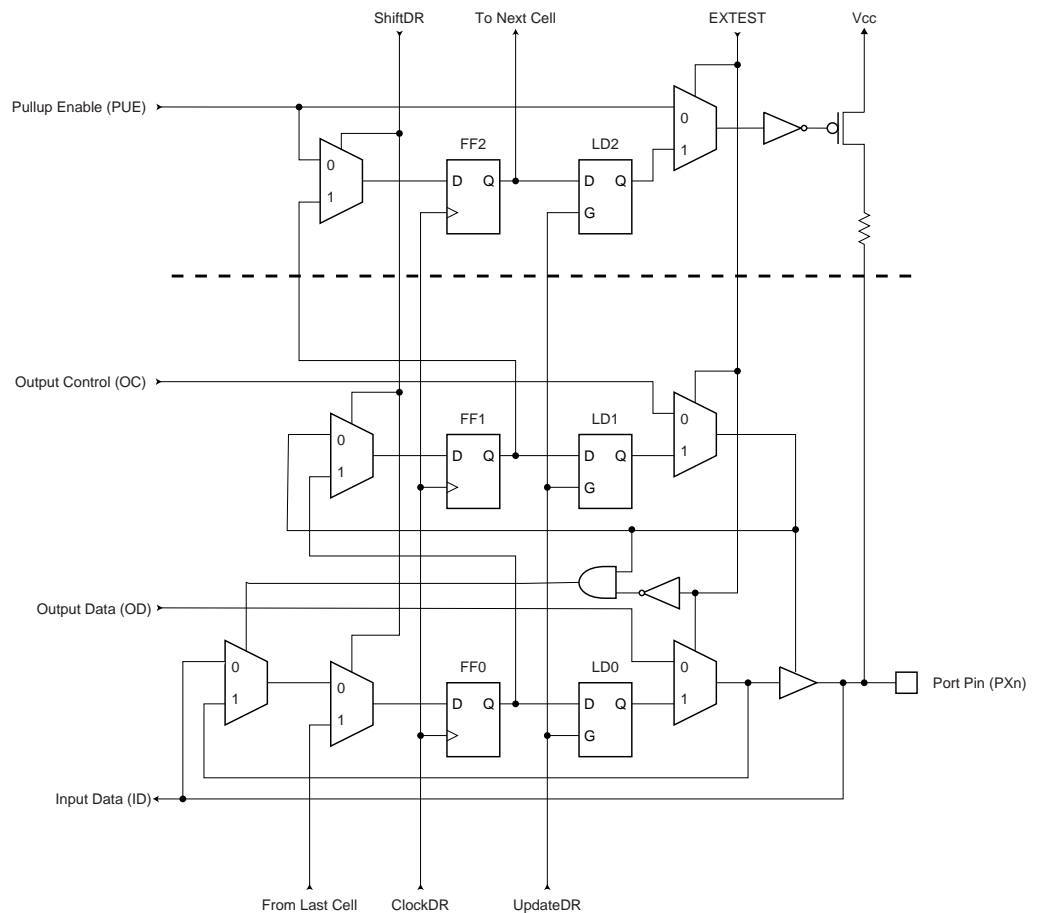 ShiftDR
To Next Cell
EXTEST
Vcc
Pullup Enable (PUE)
0
1
FF2
D Q
LD2
D Q
G
0
1
Output Control (OC)
0
1
FF1
D Q
LD1
D Q
G
0
1
Output Data (OD)
0
1
0
1
FF0
D Q
LD0
D Q
G
0
1
Port Pin (PXn)
Input Data (ID)
From Last Cell
ClockDR
UpdateDR